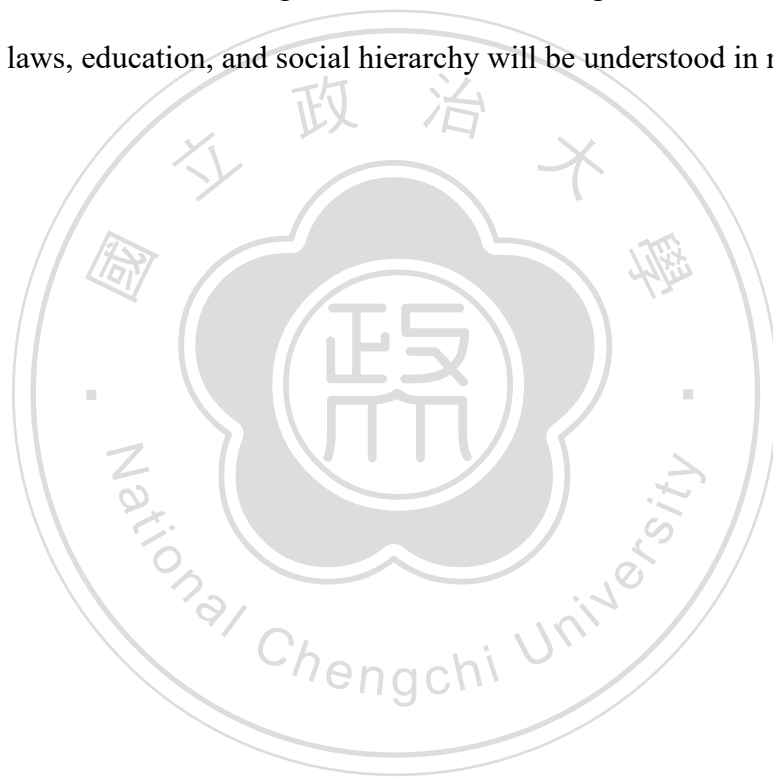 laws, education, and social hierarchy will be understood in
國立政治大學
政大
National Chengchi University